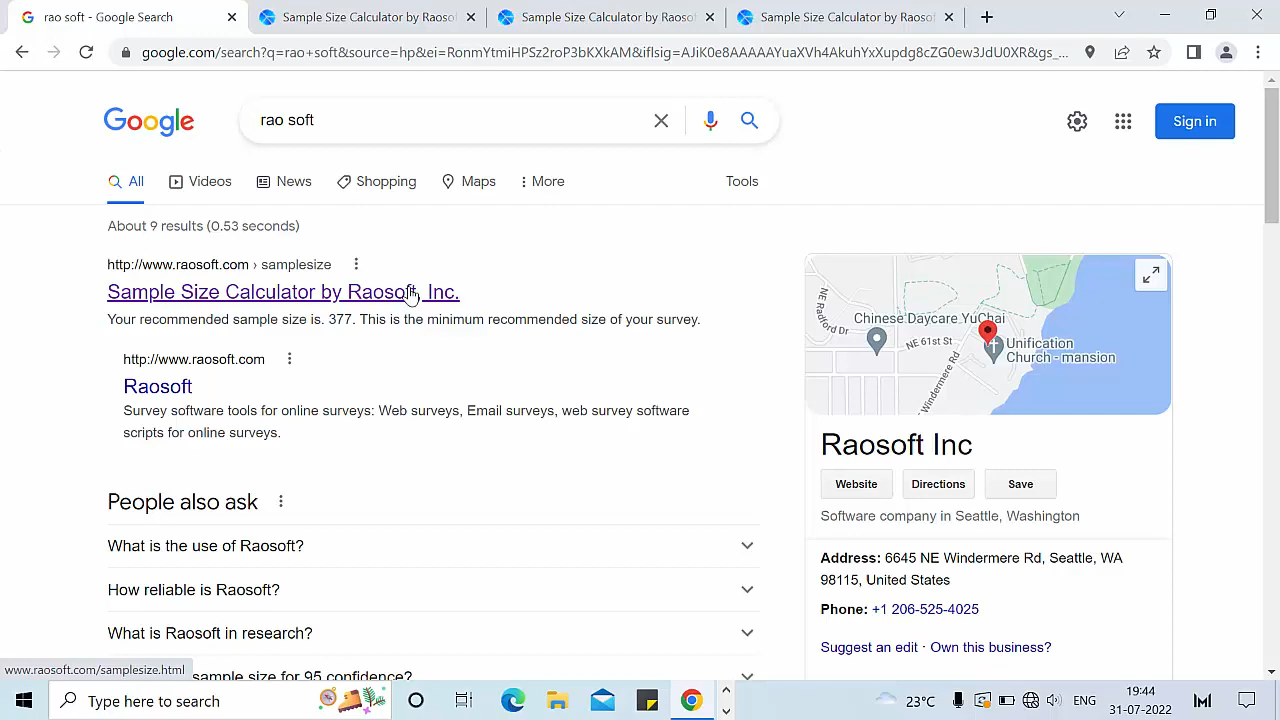 rao soft - Google Search
Sample Size Calculator by Raosof
Sample Size Calculator by Raosof
Sample Size Calculator by Raosof
google.com/search?q=rao+soft&source=hp&ei=RonmYtmiHPSz2roP3bKXkAM&iflsig=AJiK0e8AAAAAYuaXVh4AkuhYxXupdg8cZG0ew3JdU0XR&gs_...
Google
rao soft
Sign in
All
Videos
News
Shopping
Maps
More
Tools
About 9 results (0.53 seconds)
http://www.raosoft.com › samplesize
Sample Size Calculator by Raosoft, Inc.
Your recommended sample size is. 377. This is the minimum recommended size of your survey.
http://www.raosoft.com
Raosoft
Survey software tools for online surveys: Web surveys, Email surveys, web survey software
scripts for online surveys.
People also ask
What is the use of Raosoft?
How reliable is Raosoft?
What is Raosoft in research?
sample size for 95 confidence?
NE Radford Dr
Chinese Daycare YuChai
NE 61st St
Unification
Church - mansion
Windermere Rd
Raosoft Inc
Website
Directions
Save
Software company in Seattle, Washington
Address: 6645 NE Windermere Rd, Seattle, WA
98115, United States
Phone: +1 206-525-4025
Suggest an edit · Own this business?
www.raosoft.com/samplesize.html
Type here to search
23°C
ENG
19:44
31-07-2022